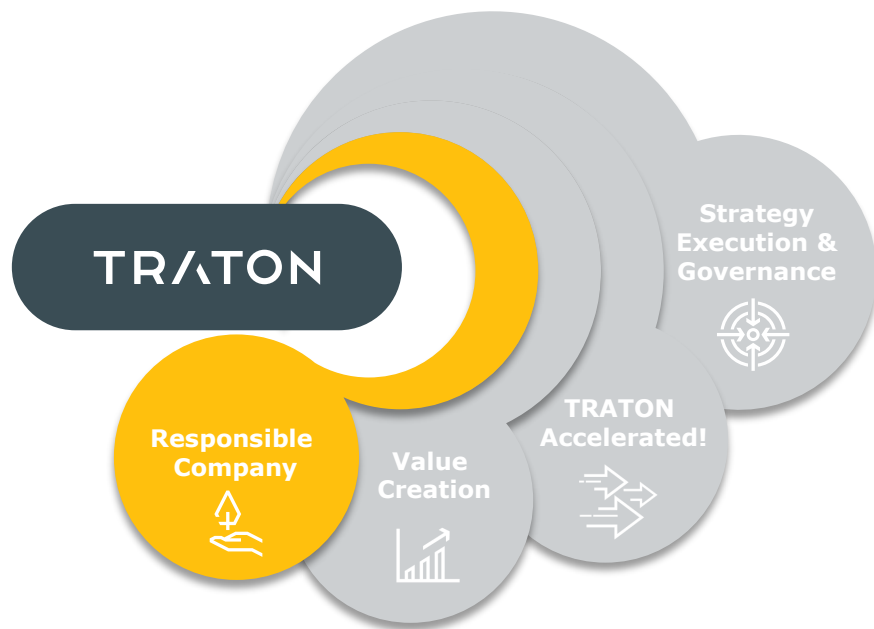 TRATON
Responsible
Company
Value
Creation
TRATON
Accelerated!
Strategy
Execution &
Governance